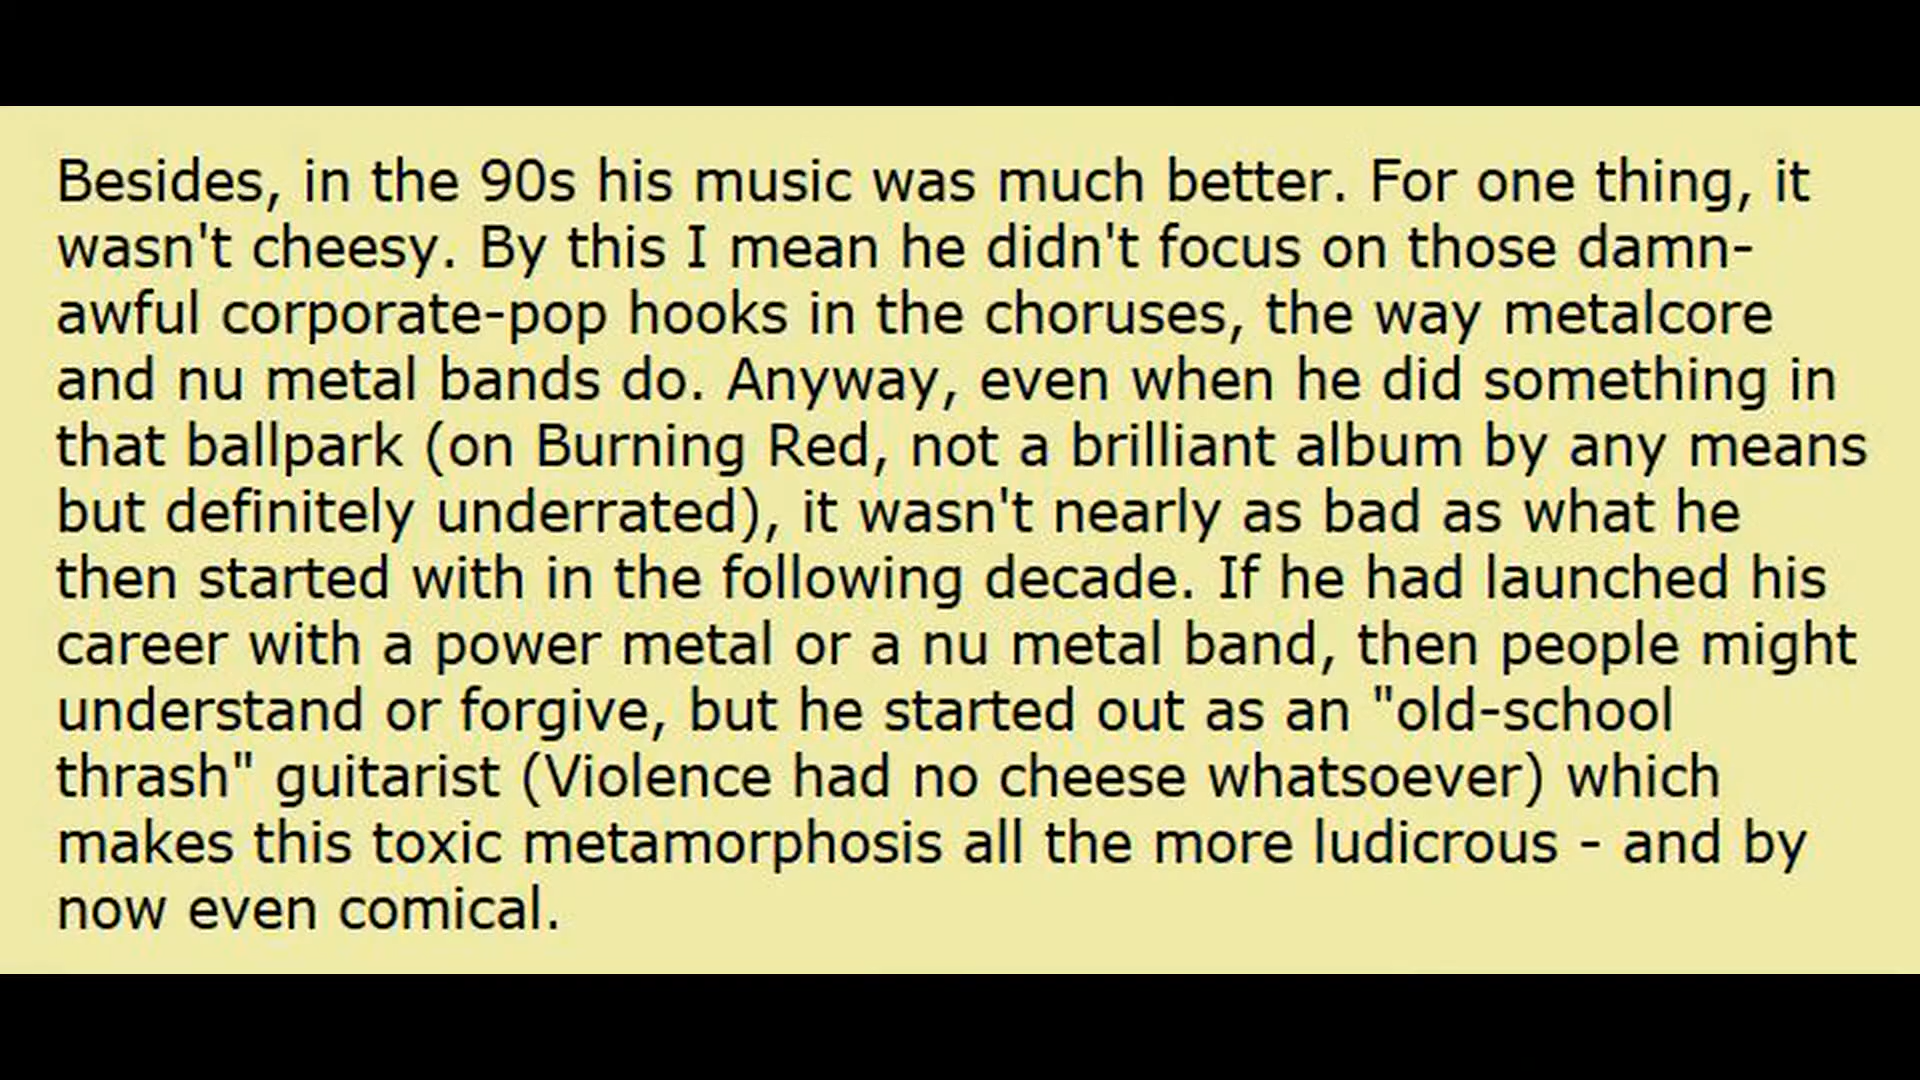 Besides, in the 90s his music was much better. For one thing, it
wasn't cheesy. By this I mean he didn't focus on those damn-
awful corporate-pop hooks in the choruses, the way metalcore
and nu metal bands do. Anyway, even when he did something in
that ballpark (on Burning Red, not a brilliant album by any means
but definitely underrated), it wasn't nearly as bad as what he
then started with in the following decade. If he had launched his
career with a power metal or a nu metal band, then people might
understand or forgive, but he started out as an "old-school
thrash" guitarist (Violence had no cheese whatsoever) which
makes this toxic metamorphosis all the more ludicrous - and by
now even comical.